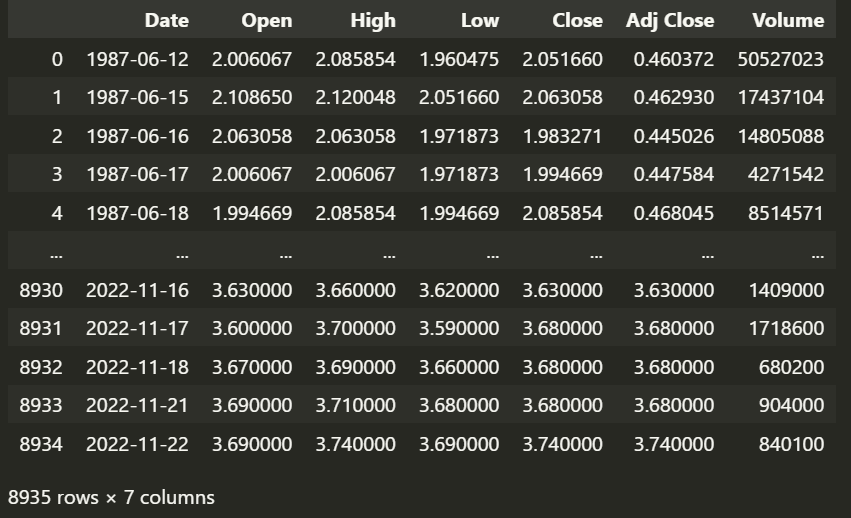 Date Open High Low Close Adj Close Volume
0 1987-06-12 2.006067 2.085854 1.960475 2.051660 0.460372 50527023
1 1987-06-15 2.108650 2.120048 2.051660 2.063058 0.462930 17437104
2 1987-06-16 2.063058 2.063058 1.971873 1.983271 0.445026 14805088
3 1987-06-17 2.006067 2.006067 1.971873 1.994669 0.447584 4271542
4 1987-06-18 1.994669 2.085854 1.994669 2.085854 0.468045 8514571
... ... ... ... ... ... ... ...
8930 2022-11-16 3.630000 3.660000 3.620000 3.630000 3.630000 1409000
8931 2022-11-17 3.600000 3.700000 3.590000 3.680000 3.680000 1718600
8932 2022-11-18 3.670000 3.690000 3.660000 3.680000 3.680000 680200
8933 2022-11-21 3.690000 3.710000 3.680000 3.680000 3.680000 904000
8934 2022-11-22 3.690000 3.740000 3.690000 3.740000 3.740000 840100
8935 rows × 7 columns